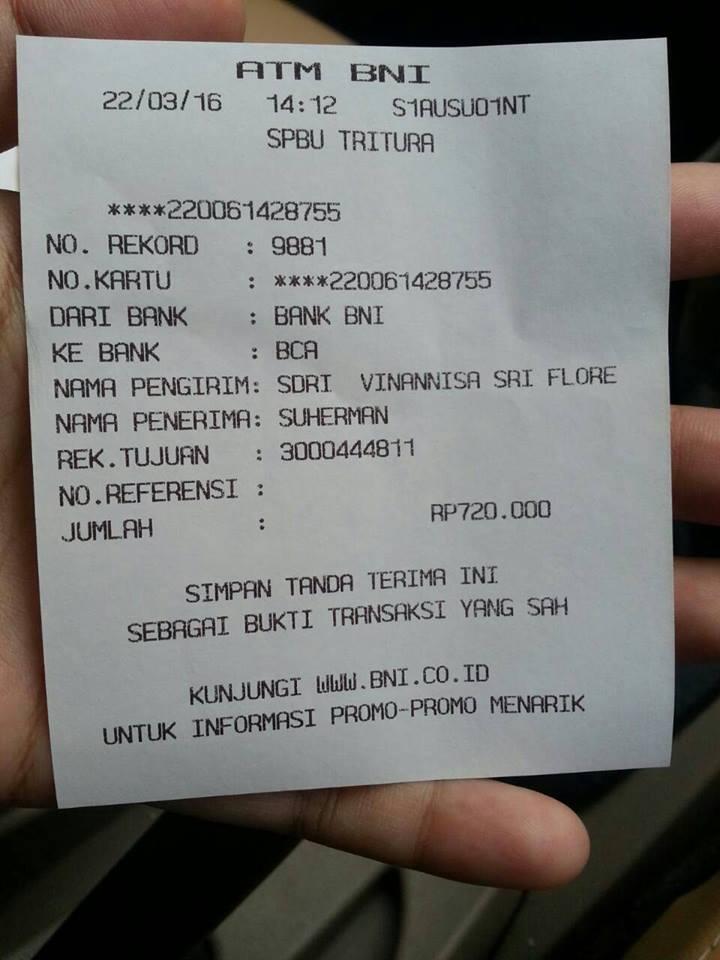 ATM BNI
22/03/16 14:12 S1AUSU01NT
SPBU TRITURA
****220061428755
NO. REKORD : 9881
NO.KARTU : ****220061428755
DARI BANK : BANK BNI
KE BANK : BCA
NAMA PENGIRIM: SDRI VINANNISA SRI FLORE
NAMA PENERIMA: SUHERMAN
REK.TUJUAN : 3000444811
NO.REFERENSI :
JUMLAH : RP720.000
SIMPAN TANDA TERIMA INI
SEBAGAI BUKTI TRANSAKSI YANG SAH
KUNJUNGI WWW.BNI.CO.ID
UNTUK INFORMASI PROMO-PROMO MENARIK